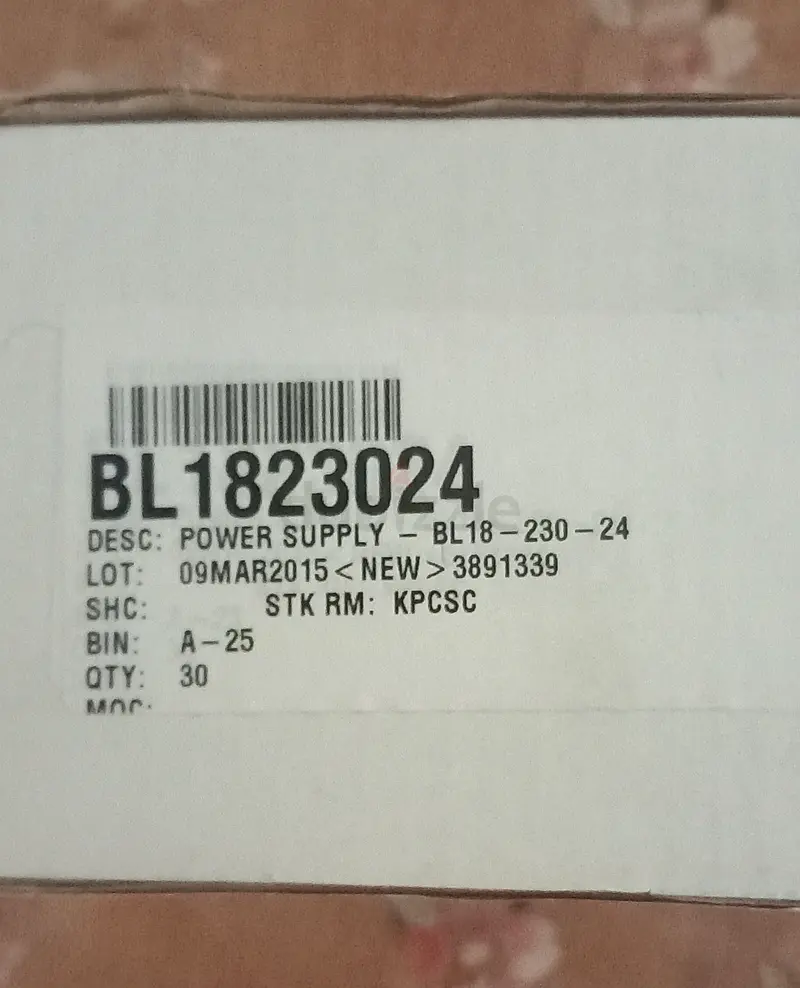 BL1823024
DESC: POWER SUPPLY – BL18–230–24
LOT: 09MAR2015<NEW>3891339
SHC: STK RM: KPCSC
BIN: A–25
QTY: 30